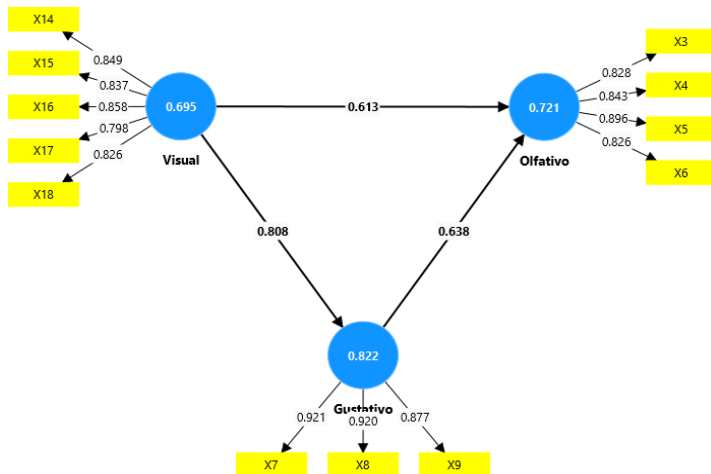 X14
X15
X16
X17
X18
0.849
0.837
0.858
0.798
0.826
0.695
Visual
0.613
0.721
Olfativo
0.828
0.843
0.896
0.826
X3
X4
X5
X6
0.808
0.638
0.822
Gustativo
0.921
0.920
0.877
X7
X8
X9